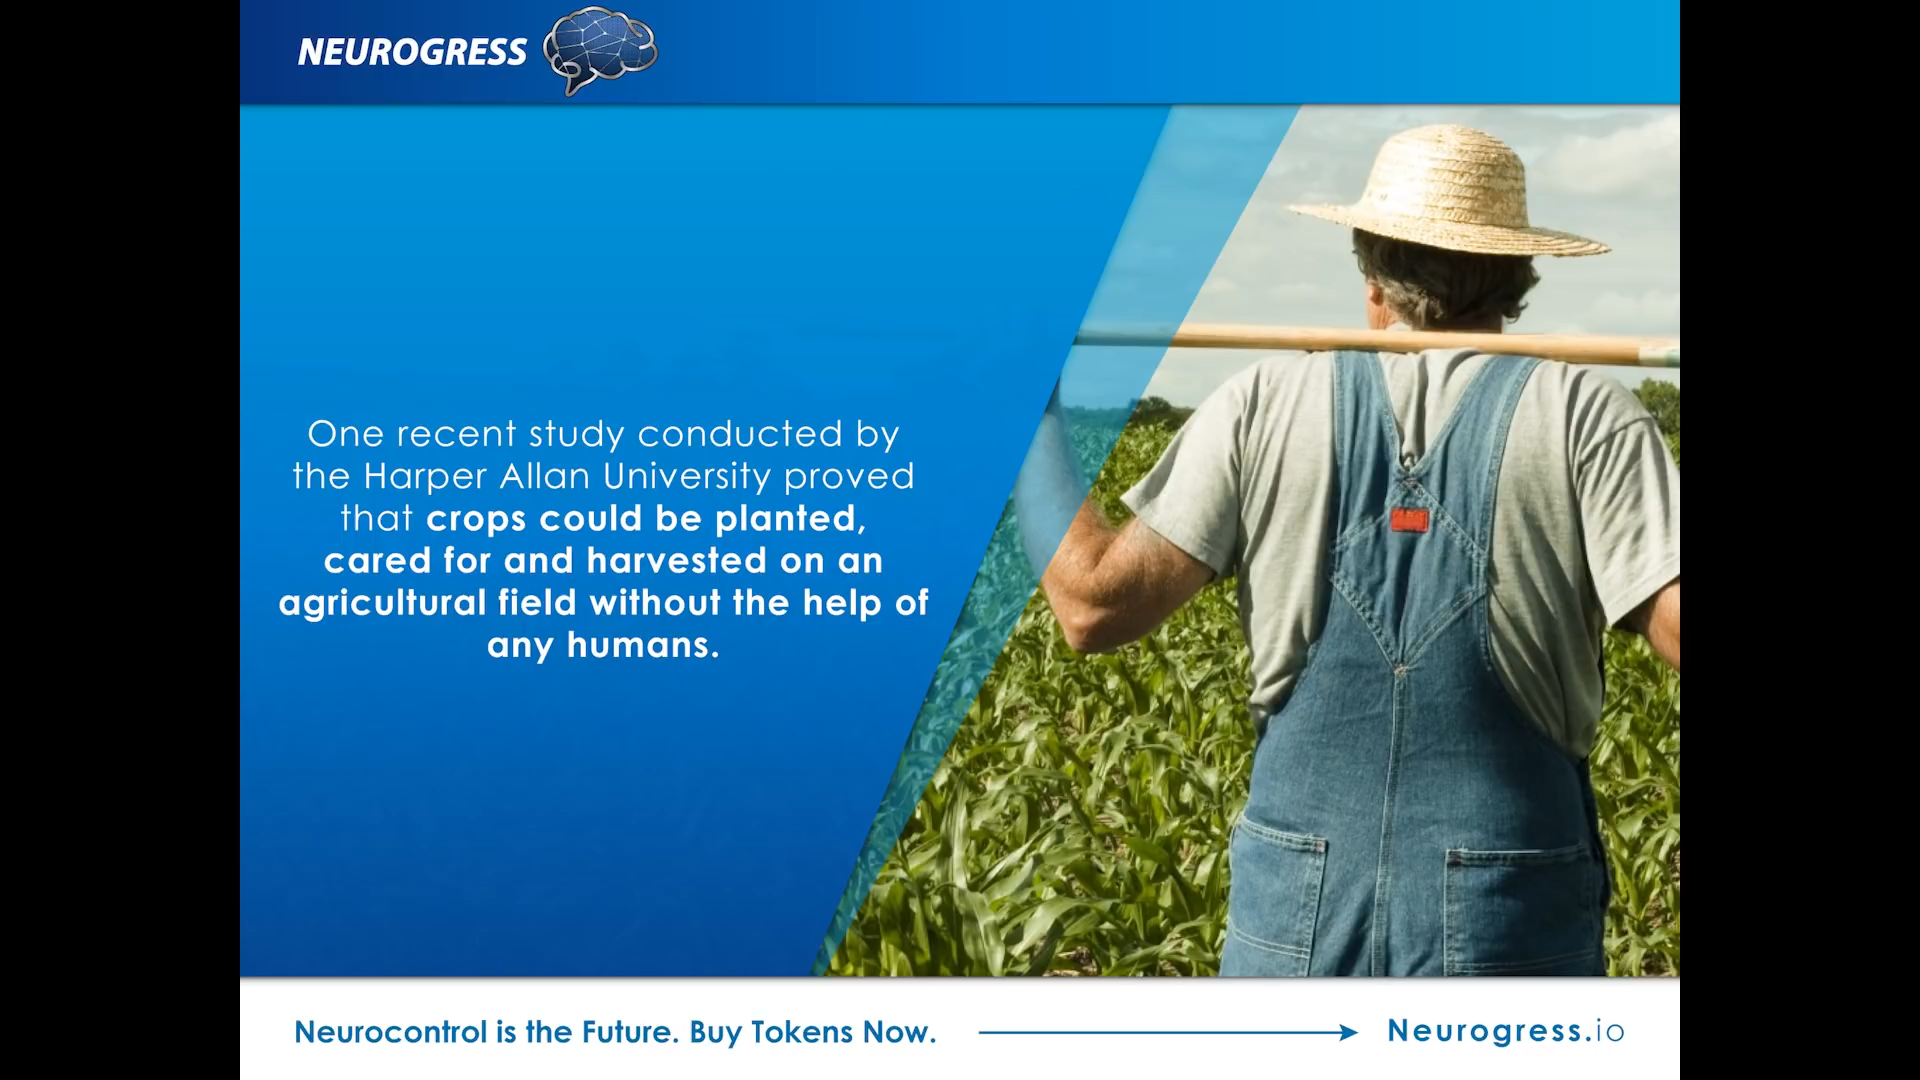 NEUROGRESS
One recent study conducted by
the Harper Allan University proved
that crops could be planted,
cared for and harvested on an
agricultural field without the help of
any humans.
Neurocontrol is the Future. Buy Tokens Now.
Neurogress.io